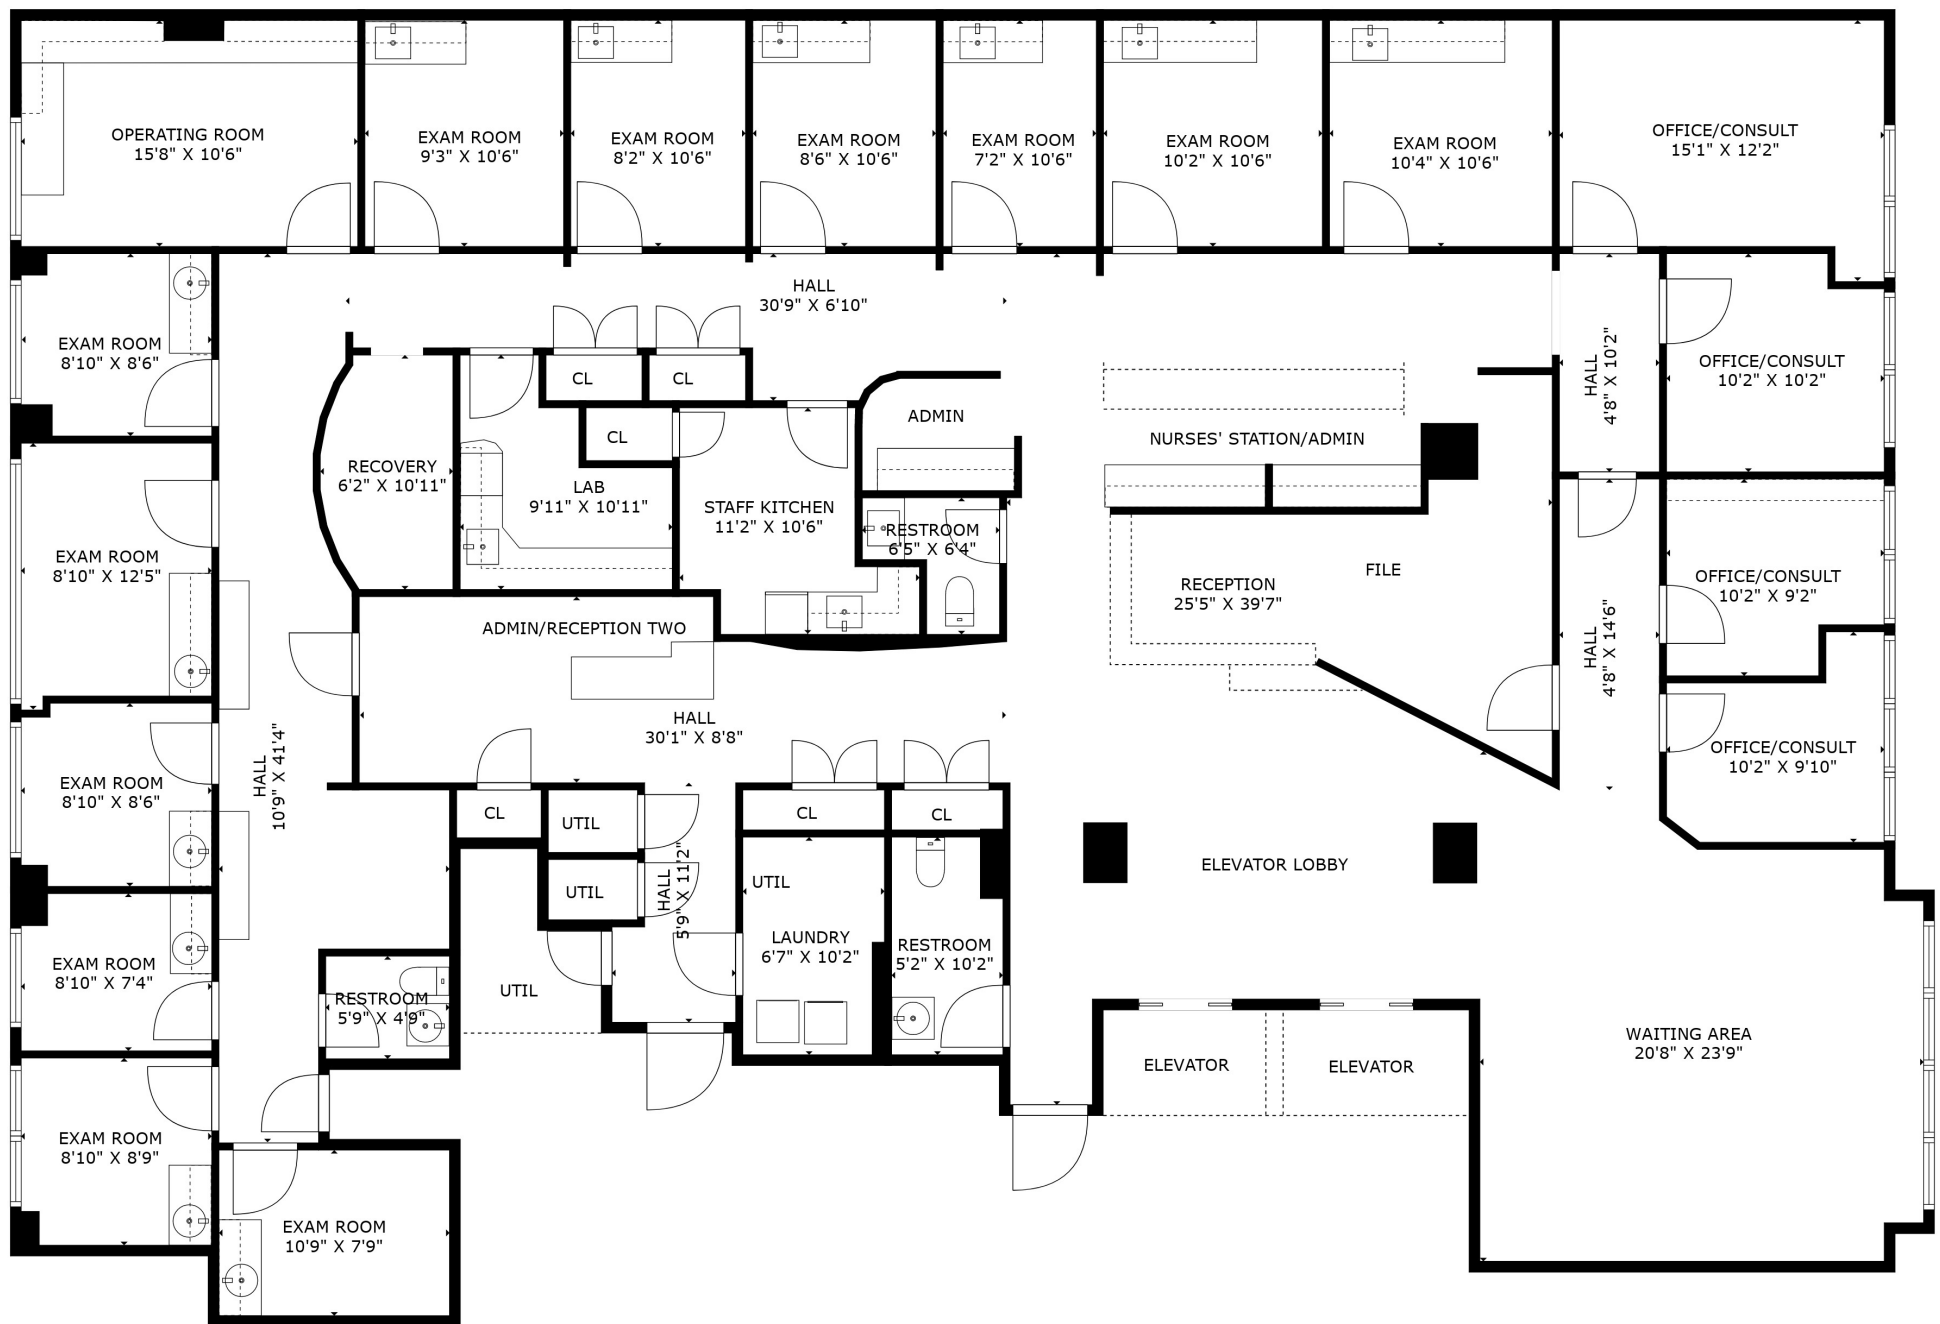 OPERATING ROOM
15'8" X 10'6"
EXAM ROOM
9'3" X 10'6"
EXAM ROOM
8'2" X 10'6"
EXAM ROOM
8'6" X 10'6"
EXAM ROOM
7'2" X 10'6"
EXAM ROOM
10'2" X 10'6"
EXAM ROOM
10'4" X 10'6"
OFFICE/CONSULT
15'1" X 12'2"
HALL
30'9" X 6'10"
EXAM ROOM
8'10" X 8'6"
CL
CL
HALL
4'8" X 10'2"
OFFICE/CONSULT
10'2" X 10'2"
ADMIN
CL
NURSES' STATION/ADMIN
RECOVERY
6'2" X 10'11"
LAB
9'11" X 10'11"
STAFF KITCHEN
11'2" X 10'6"
RESTROOM
6'5" X 6'4"
EXAM ROOM
8'10" X 12'5"
RECEPTION
25'5" X 39'7"
FILE
OFFICE/CONSULT
10'2" X 9'2"
ADMIN/RECEPTION TWO
HALL
4'8" X 14'6"
HALL
30'1" X 8'8"
OFFICE/CONSULT
10'2" X 9'10"
HALL
10'9" X 41'4"
EXAM ROOM
8'10" X 8'6"
CL
UTIL
CL
CL
UTIL
HALL
5'9" X 11'2"
UTIL
ELEVATOR LOBBY
LAUNDRY
6'7" X 10'2"
RESTROOM
5'2" X 10'2"
EXAM ROOM
8'10" X 7'4"
UTIL
RESTROOM
5'9" X 4'9"
WAITING AREA
20'8" X 23'9"
ELEVATOR
ELEVATOR
EXAM ROOM
8'10" X 8'9"
EXAM ROOM
10'9" X 7'9"